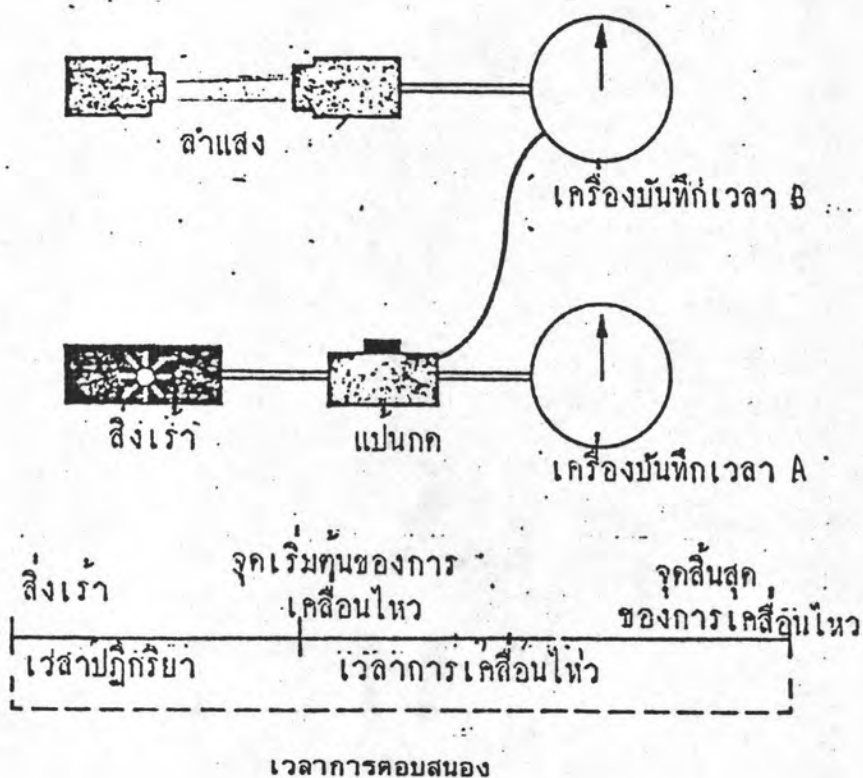 ลำแสง
เครื่องบันทึกเวลา B
สิ่งเร้า
แป้นกด
เครื่องบันทึกเวลา A
สิ่งเร้า
จุดเริ่มต้นของการ
เคลื่อนไหว
จุดสิ้นสุด
ของการเคลื่อนไหว
เวลาปฏิกริยา
เวลาการเคลื่อนไหว
เวลาการตอบสนอง